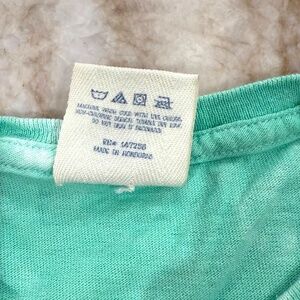 MACHINE WASH COLD WITH LIKE COLORS.
NON-CHLORINE BLEACH. TUMBLE DRY LOW.
DO NOT IRON IF DECORATED
RN# 147256
MADE IN HONDURAS